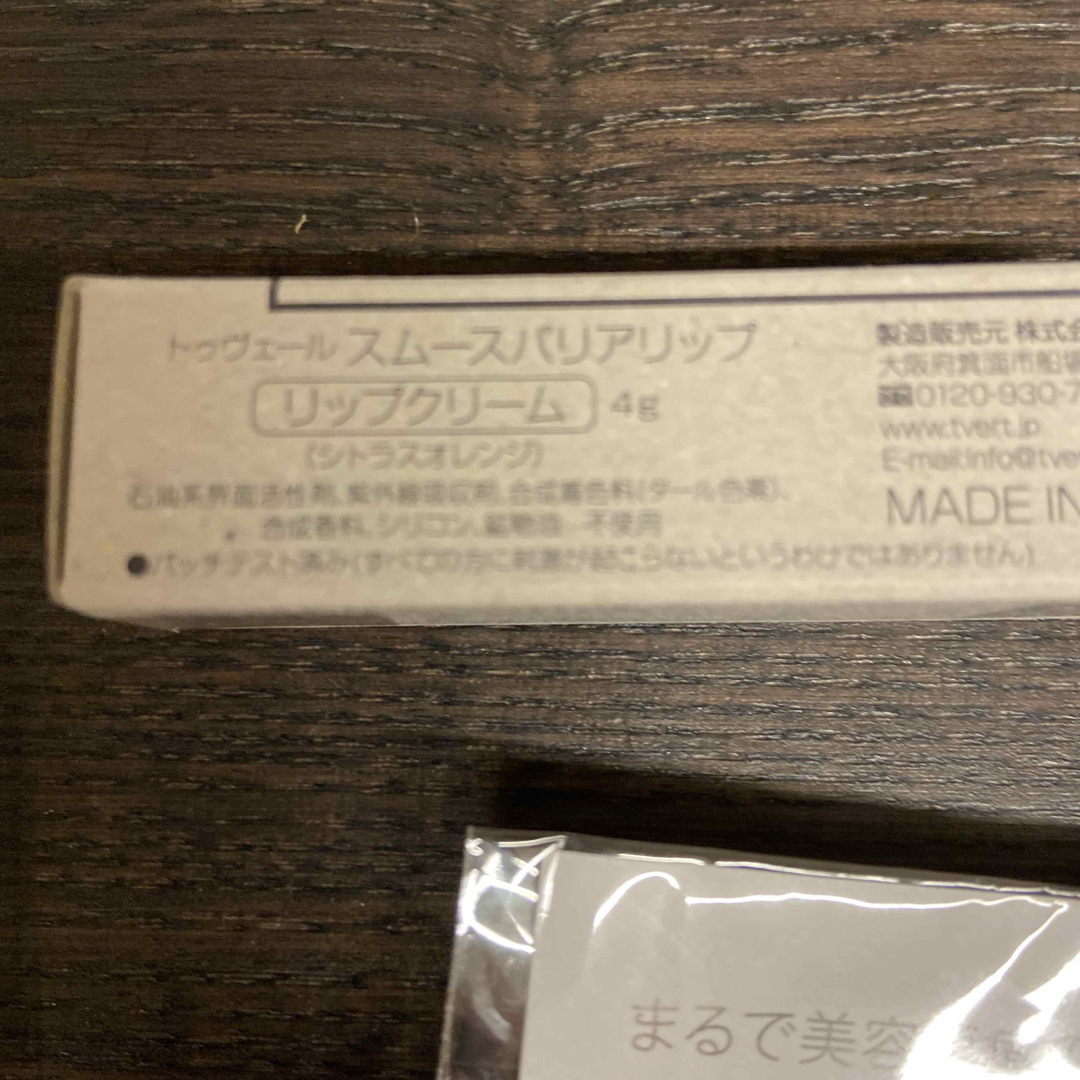 トゥヴェール スムースバリアリップ
リップクリーム 4g
(シトラスオレンジ)
石油系界面活性剤、紫外線吸収剤、合成着色料(タール色素)、
合成香料、シリコン、鉱物油 不使用
●パッチテスト済み(すべての方に刺激が起こらないというわけではありません)
製造販売元 株式会
大阪府箕面市船場
0120-930-7
www.tvert.jp
E-mail:info@tve
MADE IN
まるで美容